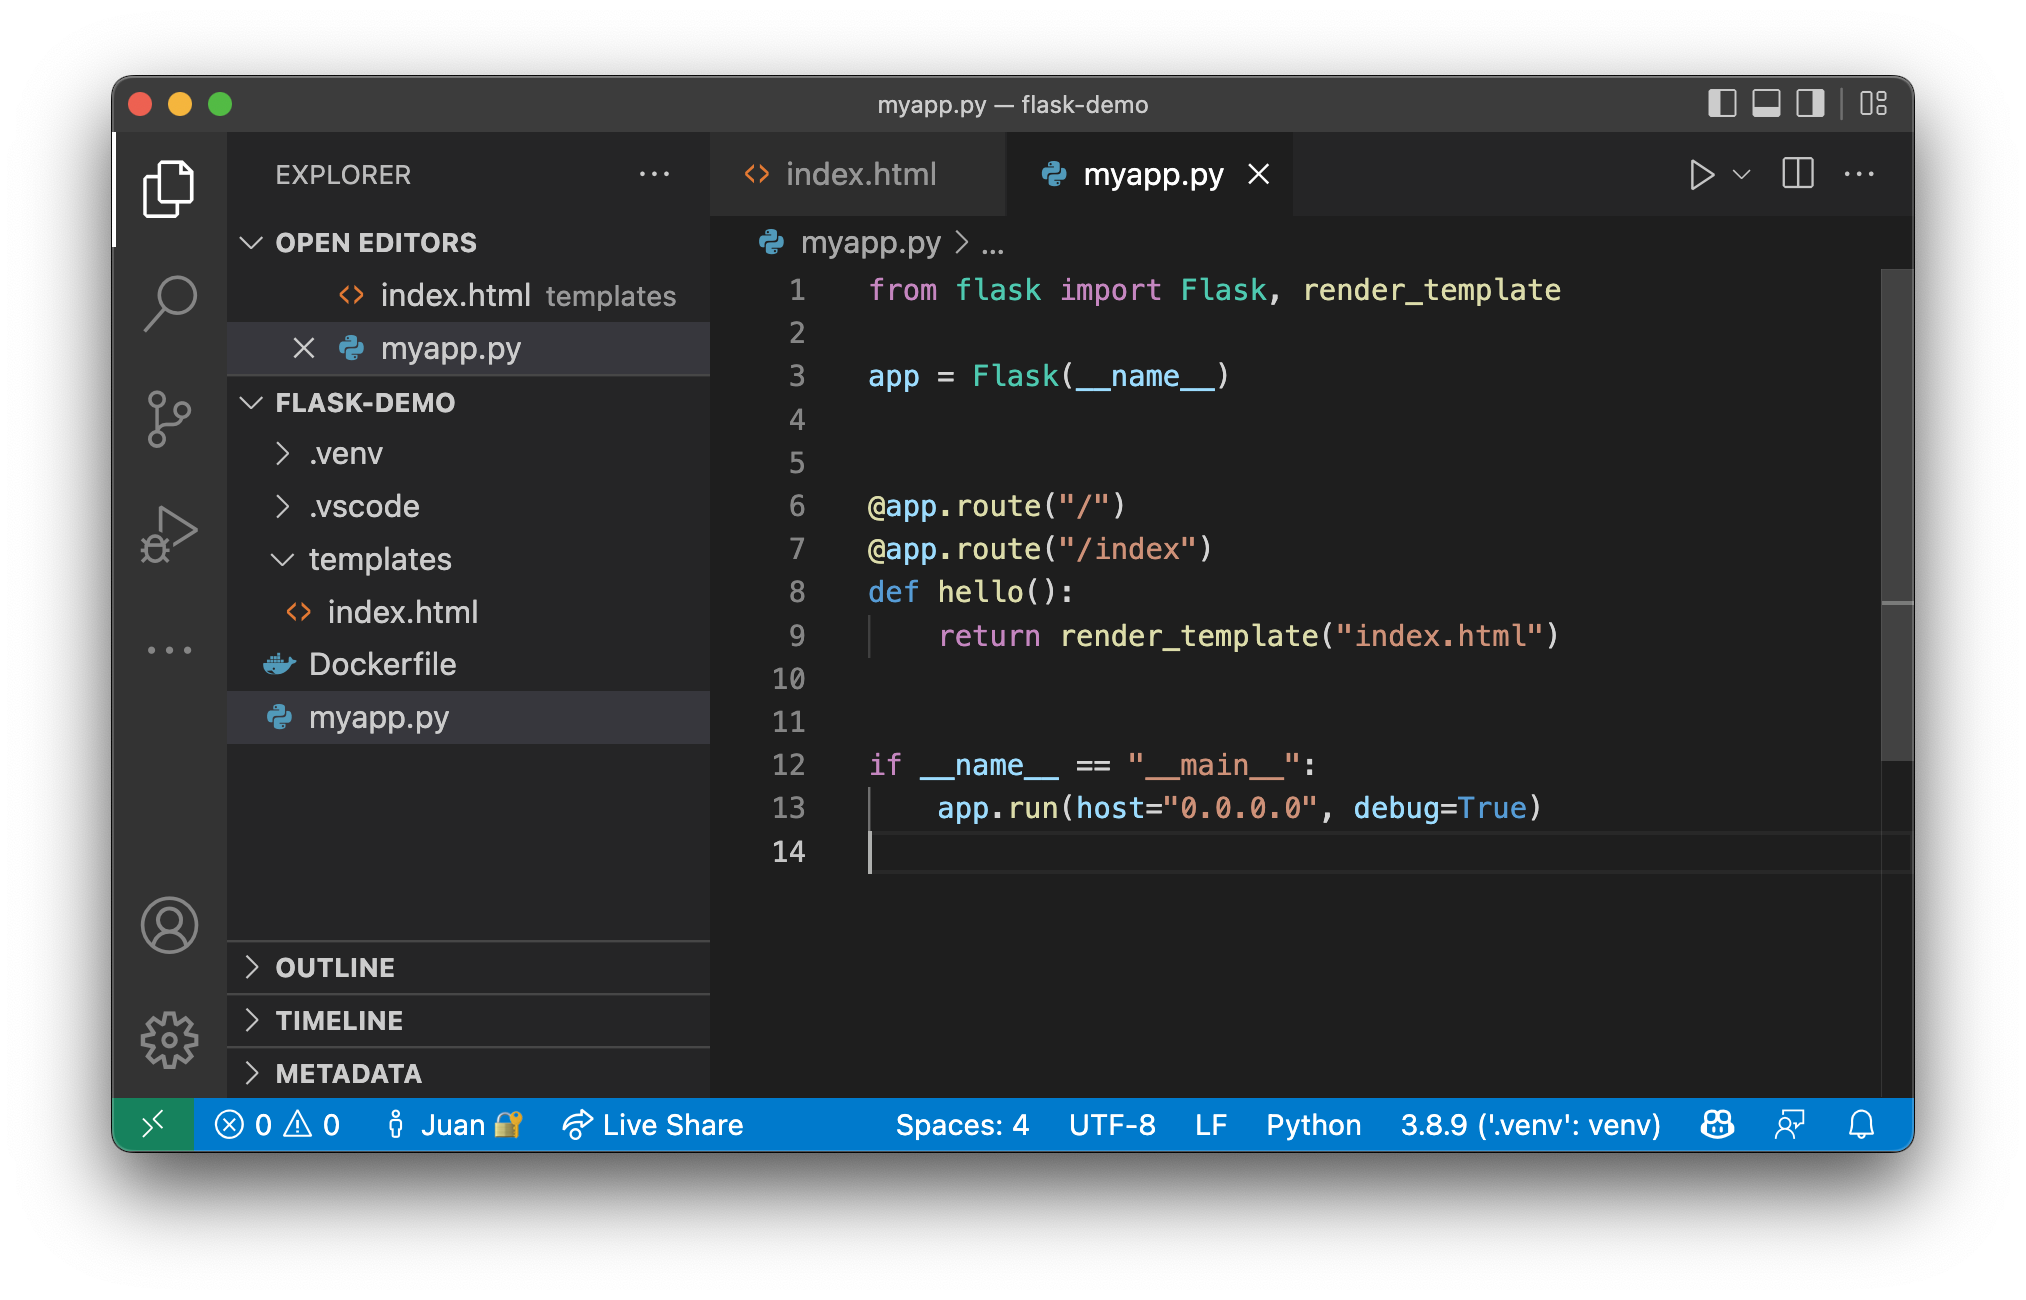 myapp.py — flask-demo
EXPLORER
OPEN EDITORS
index.html templates
myapp.py
FLASK-DEMO
.venv
.vscode
templates
index.html
Dockerfile
myapp.py
OUTLINE
TIMELINE
METADATA
index.html
myapp.py
myapp.py > ...
1 from flask import Flask, render_template
2
3 app = Flask(__name__)
4
5
6 @app.route("/")
7 @app.route("/index")
8 def hello():
9     return render_template("index.html")
10
11
12 if __name__ == "__main__":
13     app.run(host="0.0.0.0", debug=True)
14
0 0 Juan 🔐 Live Share Spaces: 4 UTF-8 LF Python 3.8.9 ('.venv': venv)